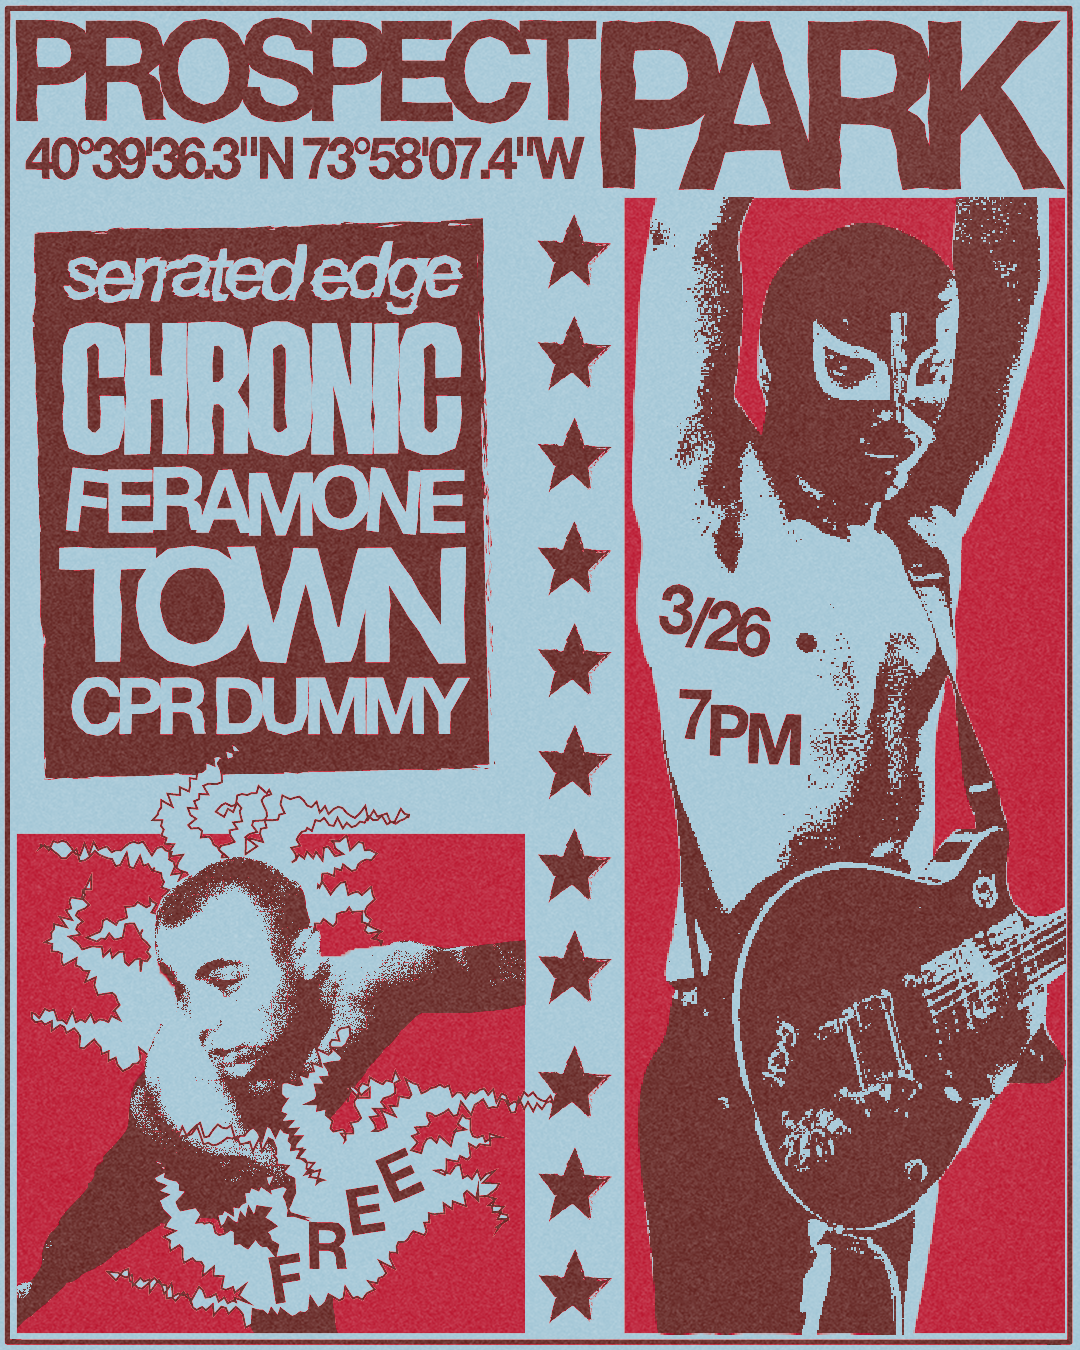 PROSPECT PARK
40°39'36.3"N 73°58'07.4"W
serrated edge
CHRONIC
FERAMONE
TOWN
CPR DUMMY
3/26
7PM
FREE